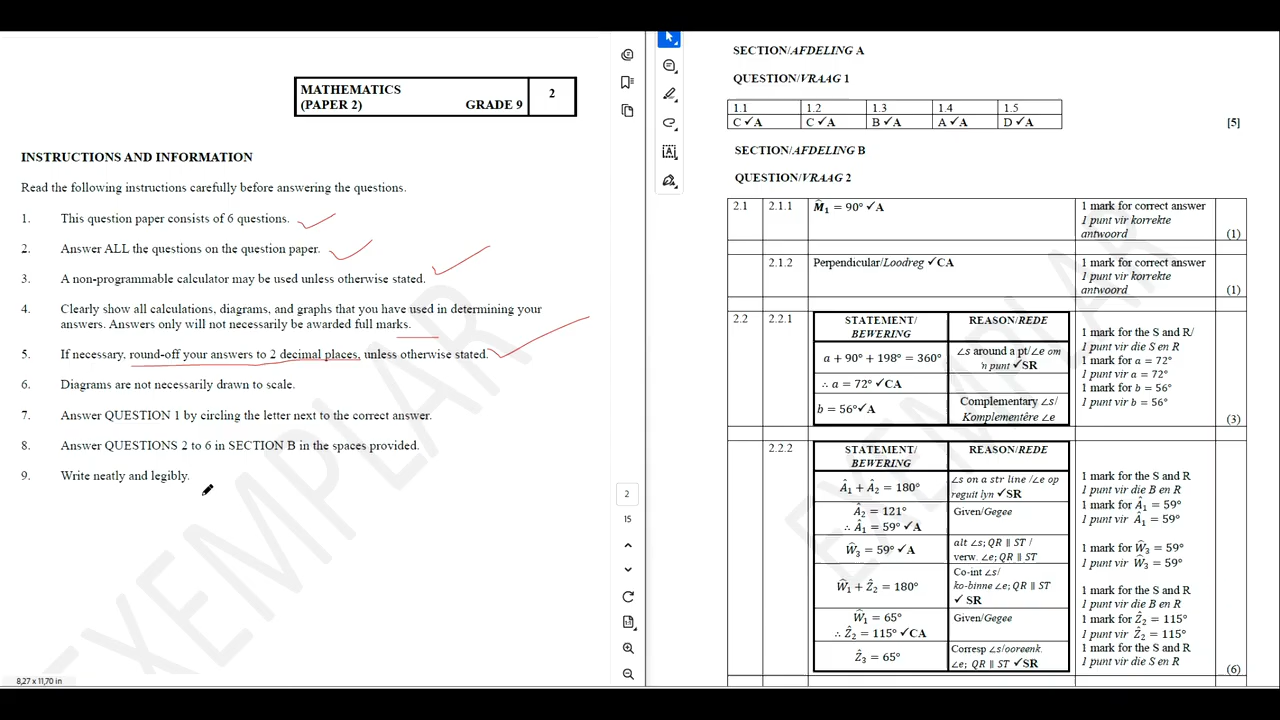 MATHEMATICS
(PAPER 2) GRADE 9
2
INSTRUCTIONS AND INFORMATION
Read the following instructions carefully before answering the questions.
1. This question paper consists of 6 questions.
2. Answer ALL the questions on the question paper.
3. A non-programmable calculator may be used unless otherwise stated.
4. Clearly show all calculations, diagrams, and graphs that you have used in determining your
answers. Answers only will not necessarily be awarded full marks.
5. If necessary, round-off your answers to 2 decimal places, unless otherwise stated.
6. Diagrams are not necessarily drawn to scale.
7. Answer QUESTION 1 by circling the letter next to the correct answer.
8. Answer QUESTIONS 2 to 6 in SECTION B in the spaces provided.
9. Write neatly and legibly.
EXEMPLAR
8,27 x 11,70 in
2
15
SECTION/AFDELING A
QUESTION/VRAAG 1
1.1 1.2 1.3 1.4 1.5
C ✓A C ✓A B ✓A A ✓A D ✓A
[5]
SECTION/AFDELING B
QUESTION/VRAAG 2
2.1 2.1.1 M̂₁ = 90° ✓A
1 mark for correct answer
1 punt vir korrekte
antwoord (1)
2.1.2 Perpendicular/Loodreg ✓CA
1 mark for correct answer
1 punt vir korrekte
antwoord (1)
2.2 2.2.1
STATEMENT/
BEWERING
REASON/REDE
a + 90° + 198° = 360°
∠s around a pt/∠e om
'n punt ✓SR
∴ a = 72° ✓CA
b = 56°✓A
Complementary ∠s/
Komplementêre ∠e
1 mark for the S and R/
1 punt vir die S en R
1 mark for a = 72°
1 punt vir a = 72°
1 mark for b = 56°
1 punt vir b = 56°
(3)
2.2.2
STATEMENT/
BEWERING
REASON/REDE
Â₁ + Â₂ = 180°
∠s on a str line /∠e op
reguit lyn ✓SR
Â₂ = 121°
∴ Â₁ = 59° ✓A
Given/Gegee
Ŵ₃ = 59° ✓A
alt ∠s; QR ∥ ST /
verw. ∠e; QR ∥ ST
Ŵ₁ + Ẑ₂ = 180°
Co-int ∠s/
ko-binne ∠e; QR ∥ ST
✓ SR
Ŵ₁ = 65°
∴ Ẑ₂ = 115° ✓CA
Given/Gegee
Ẑ₃ = 65°
Corresp ∠s/ooreenk.
∠e; QR ∥ ST ✓SR
1 mark for the S and R
1 punt vir die B en R
1 mark for Â₁ = 59°
1 punt vir Â₁ = 59°
1 mark for Ŵ₃ = 59°
1 punt vir Ŵ₃ = 59°
1 mark for the S and R
1 punt vir die B en R
1 mark for Ẑ₂ = 115°
1 punt vir Ẑ₂ = 115°
1 mark for the S and R
1 punt vir die S en R
(6)
EXEMPLAR